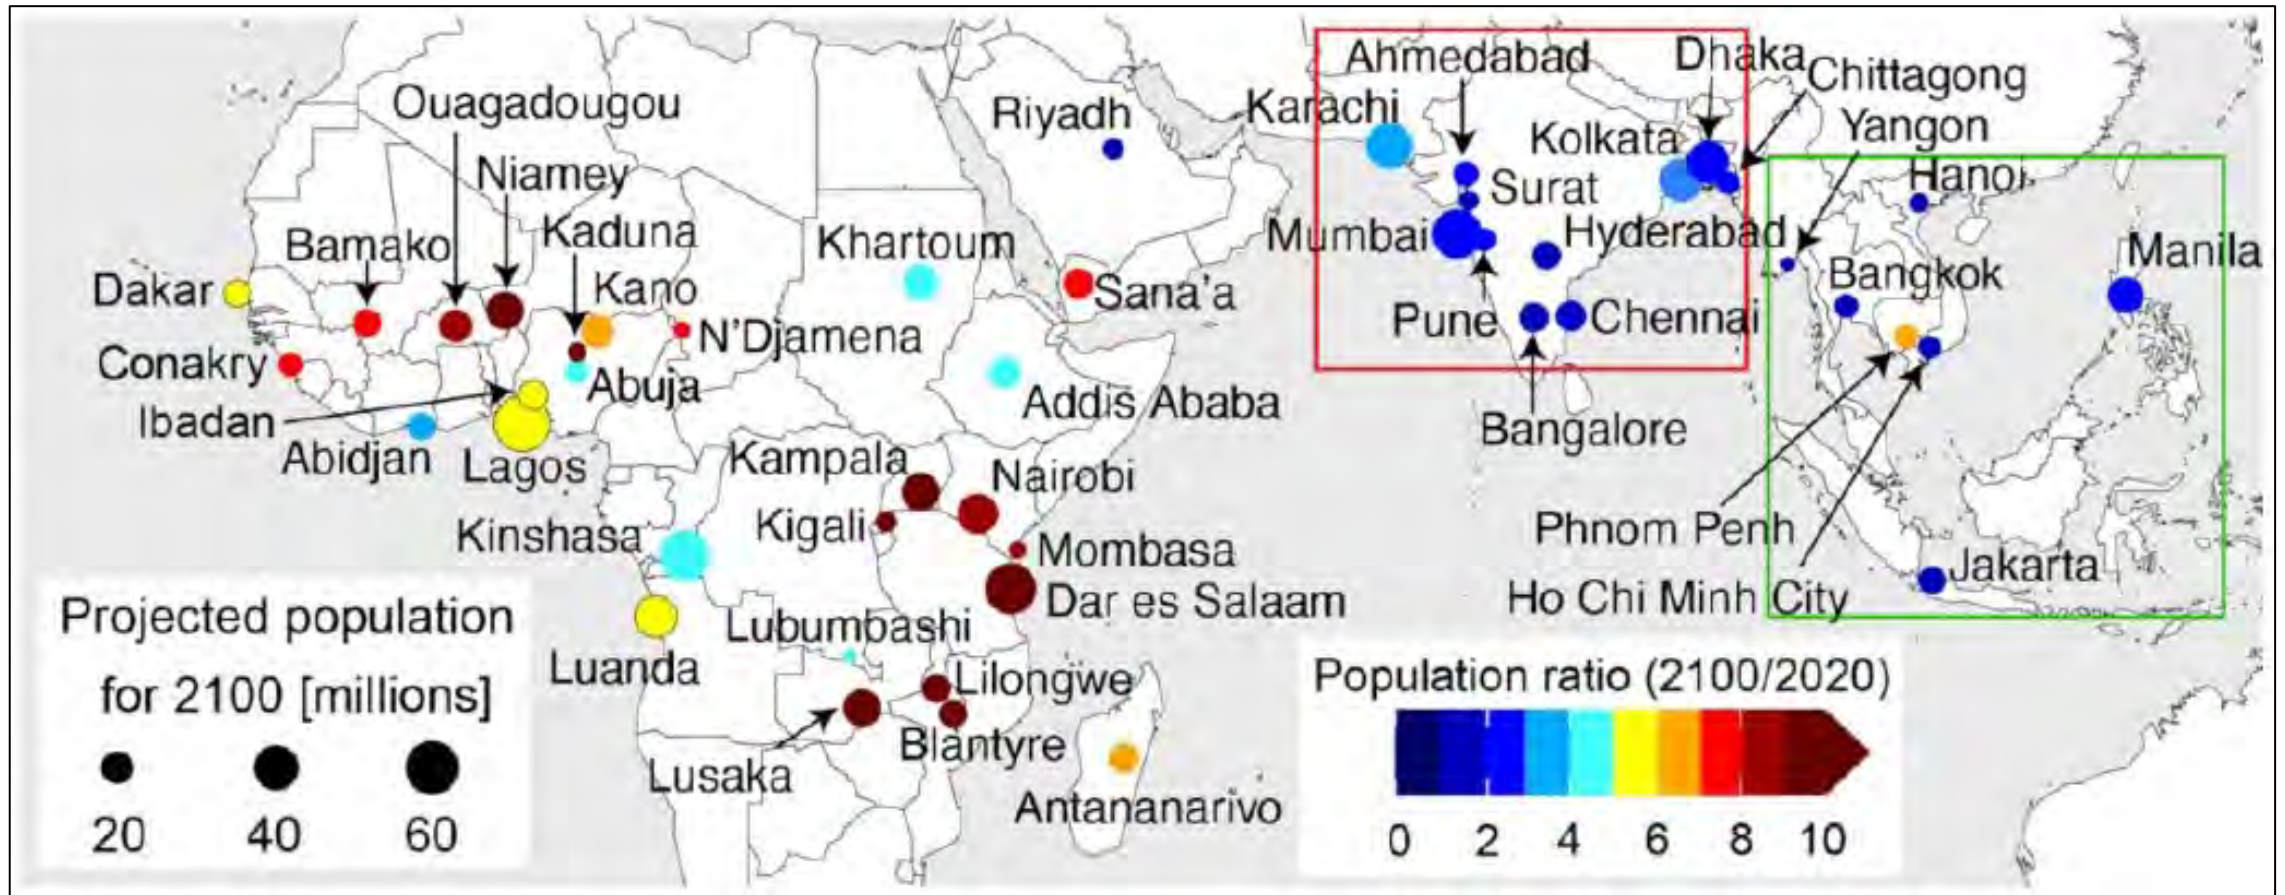 Ahmedabad
Dhaka
Chittagong
Ouagadougou
Riyadh
Karachi
Kolkata
Yangon
Niamey
Hanoi
Surat
Bamako
Kaduna
Khartoum
Mumbai
Hyderabad
Manila
Dakar
Kano
Sana'a
Bangkok
N'Djamena
Pune
Chennai
Conakry
Abuja
Addis Ababa
Ibadan
Bangalore
Abidjan
Lagos
Kampala
Nairobi
Kinshasa
Kigali
Mombasa
Phnom Penh
Jakarta
Dar es Salaam
Ho Chi Minh City
Lubumbashi
Luanda
Lilongwe
Blantyre
Lusaka
Antananarivo
Projected population
for 2100 [millions]
20 40 60
Population ratio (2100/2020)
0 2 4 6 8 10